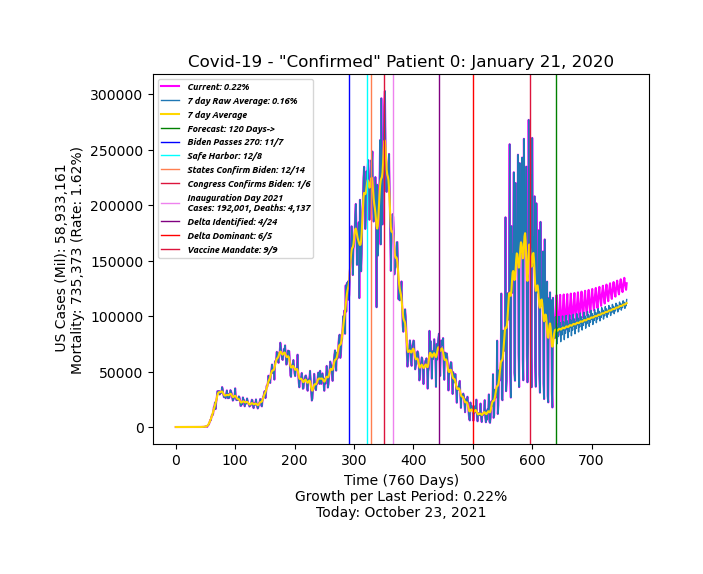 Covid-19 - "Confirmed" Patient 0: January 21, 2020
US Cases (Mil): 58,933,161
Mortality: 735,373 (Rate: 1.62%)
300000
250000
200000
150000
100000
50000
0
Current: 0.22%
7 day Raw Average: 0.16%
7 day Average
Forecast: 120 Days->
Biden Passes 270: 11/7
Safe Harbor: 12/8
States Confirm Biden: 12/14
Congress Confirms Biden: 1/6
Inauguration Day 2021
Cases: 192,001, Deaths: 4,137
Delta Identified: 4/24
Delta Dominant: 6/5
Vaccine Mandate: 9/9
0 100 200 300 400 500 600 700
Time (760 Days)
Growth per Last Period: 0.22%
Today: October 23, 2021